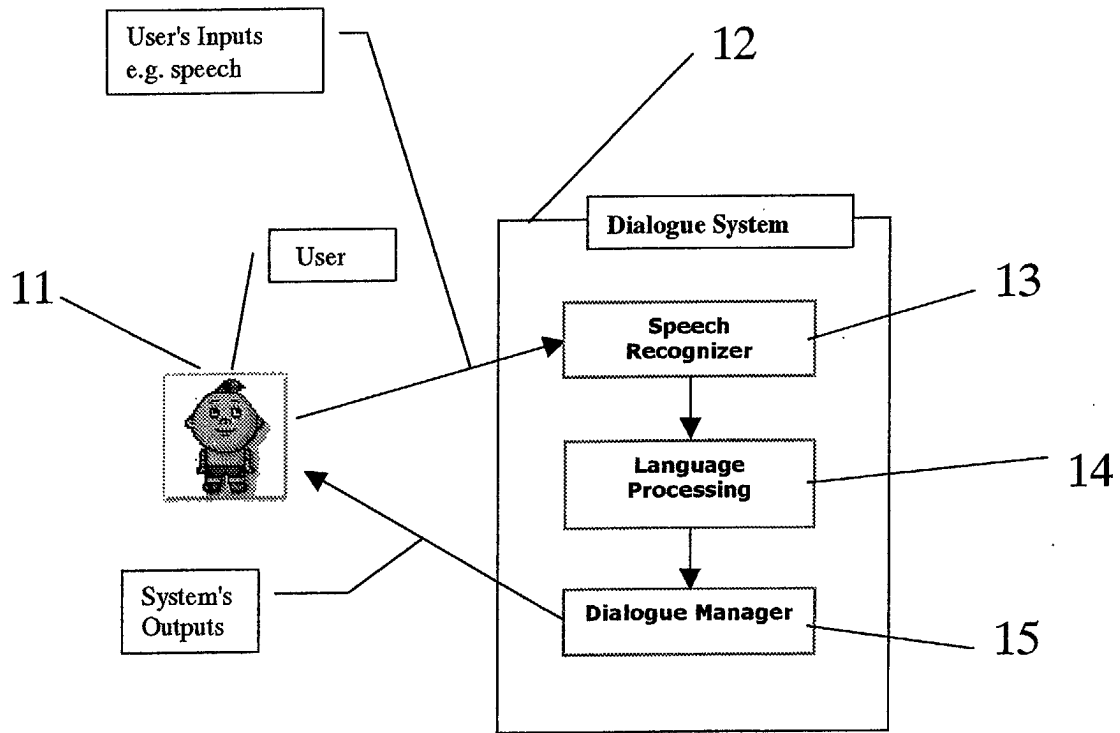 User's Inputs
e.g. speech
12
Dialogue System
User
11
13
Speech
Recognizer
Language
Processing
14
System's
Outputs
Dialogue Manager
15